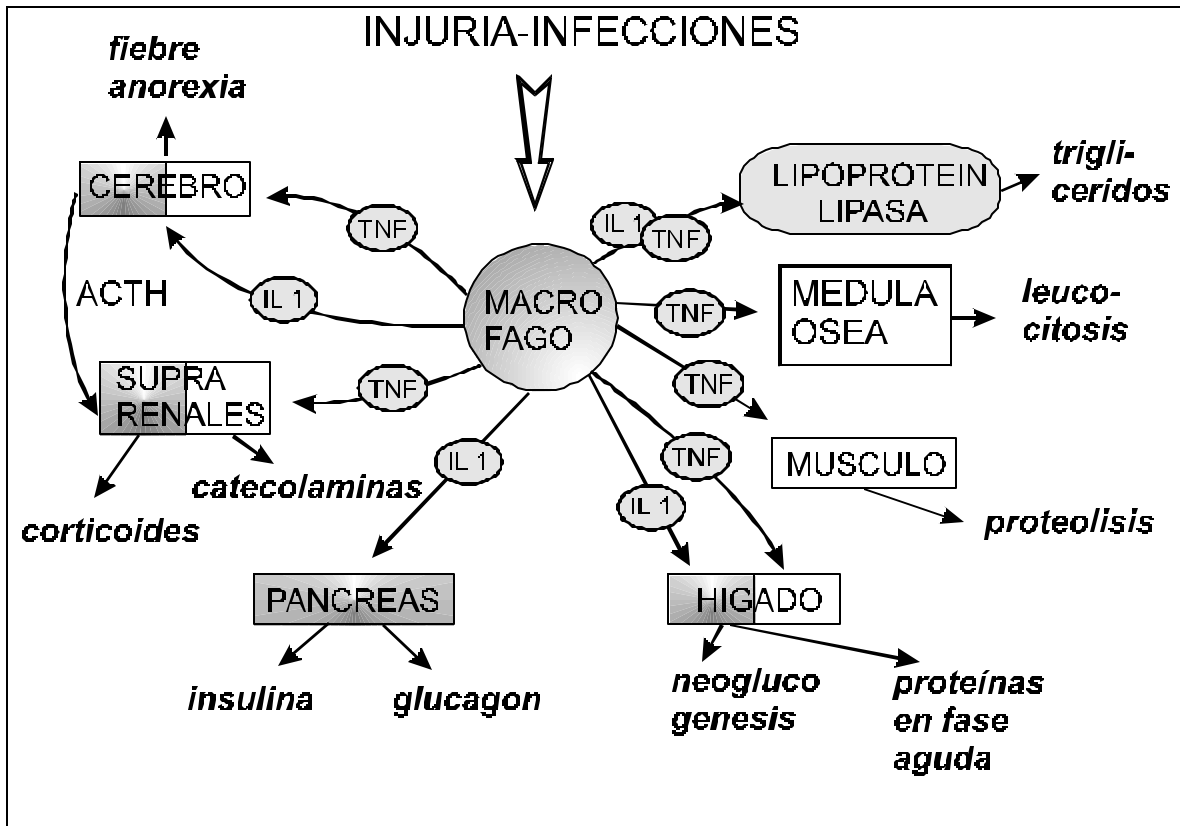 INJURIA-INFECCIONES
fiebre
anorexia
CEREBRO
TNF
IL 1
ACTH
SUPRA
RENALES
TNF
catecolaminas
corticoides
IL 1
PANCREAS
insulina
glucagon
MACRO
FAGO
IL 1
TNF
LIPOPROTEIN
LIPASA
trigli-
ceridos
TNF
MEDULA
OSEA
leuco-
citosis
TNF
MUSCULO
proteolisis
TNF
IL 1
HIGADO
neogluco
genesis
proteínas
en fase
aguda